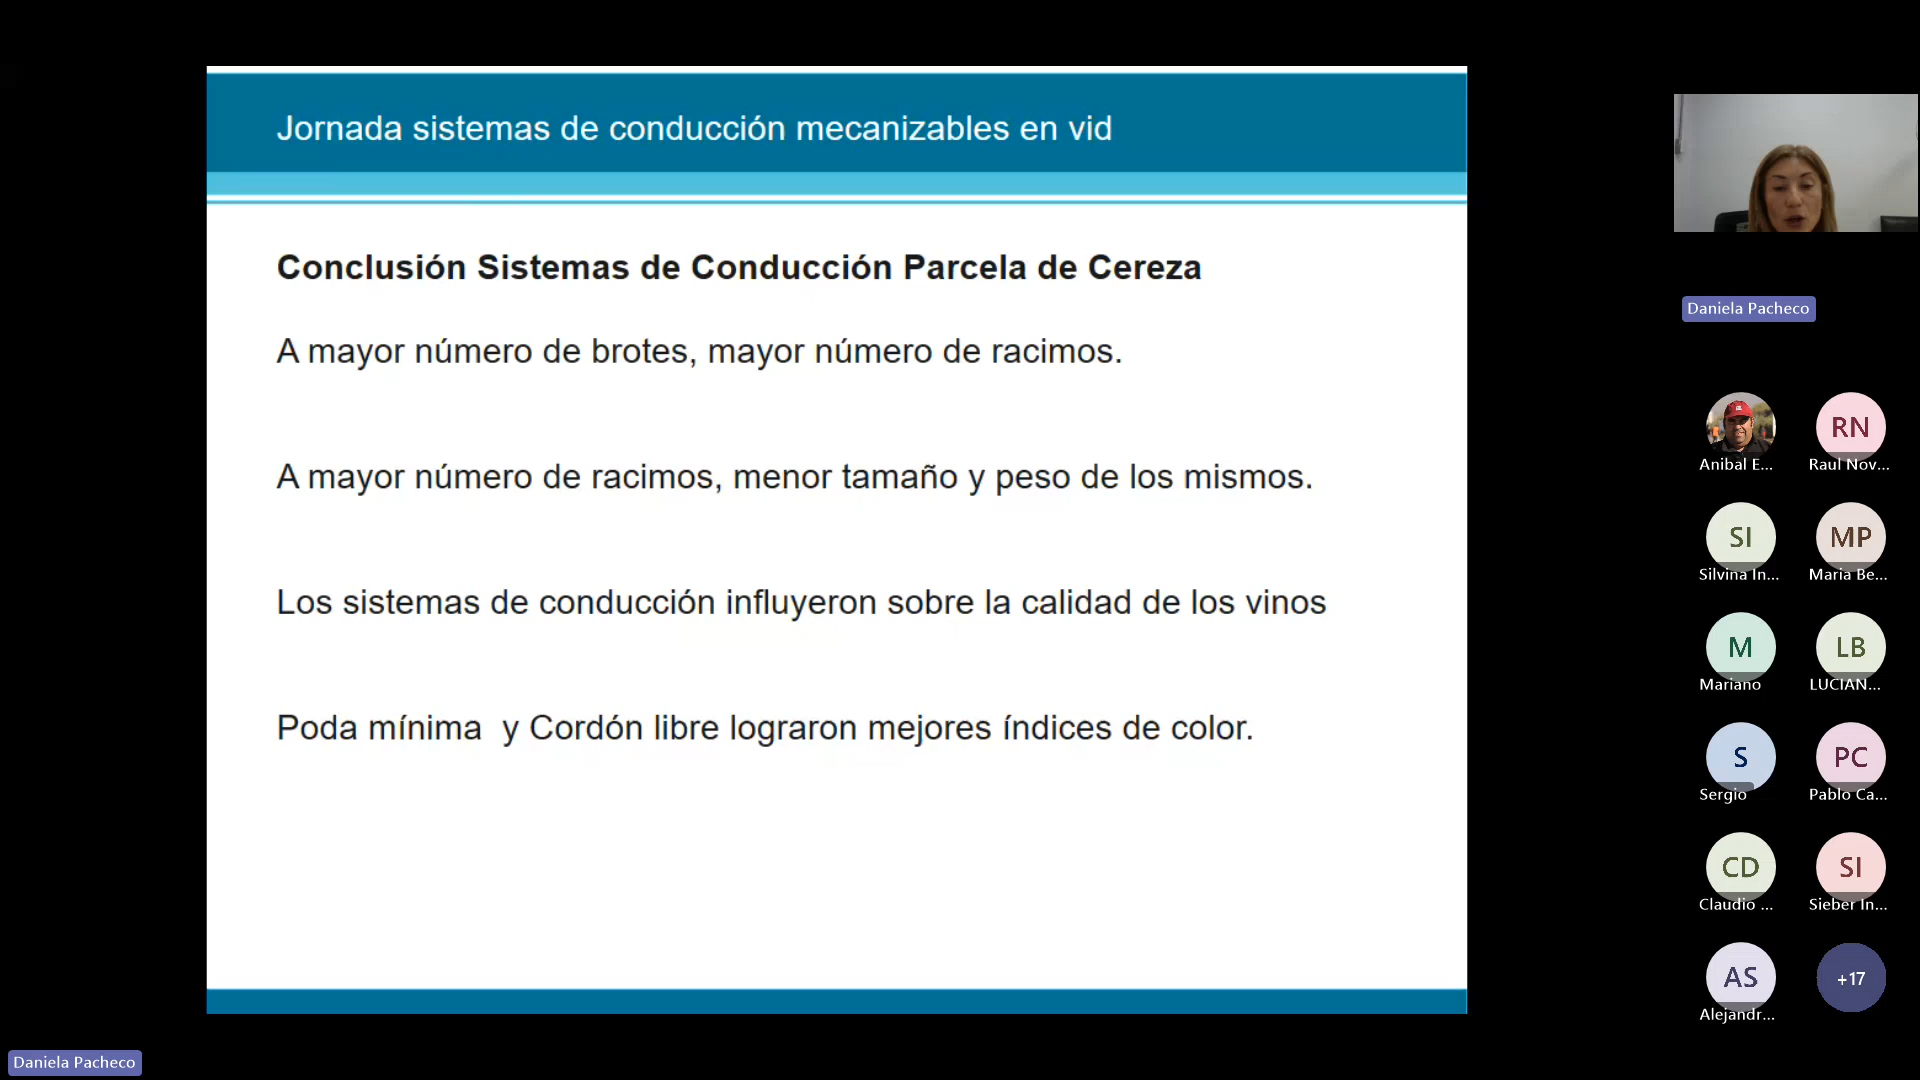 Jornada sistemas de conducción mecanizables en vid
Conclusión Sistemas de Conducción Parcela de Cereza
A mayor número de brotes, mayor número de racimos.
A mayor número de racimos, menor tamaño y peso de los mismos.
Los sistemas de conducción influyeron sobre la calidad de los vinos
Poda mínima y Cordón libre lograron mejores índices de color.
Daniela Pacheco
RN
Anibal E...
Raul Nov...
SI
MP
Silvina In...
Maria Be...
M
LB
Mariano
LUCIAN...
S
PC
Sergio
Pablo Ca...
CD
SI
Claudio ...
Sieber In...
AS
+17
Alejandr...
Daniela Pacheco